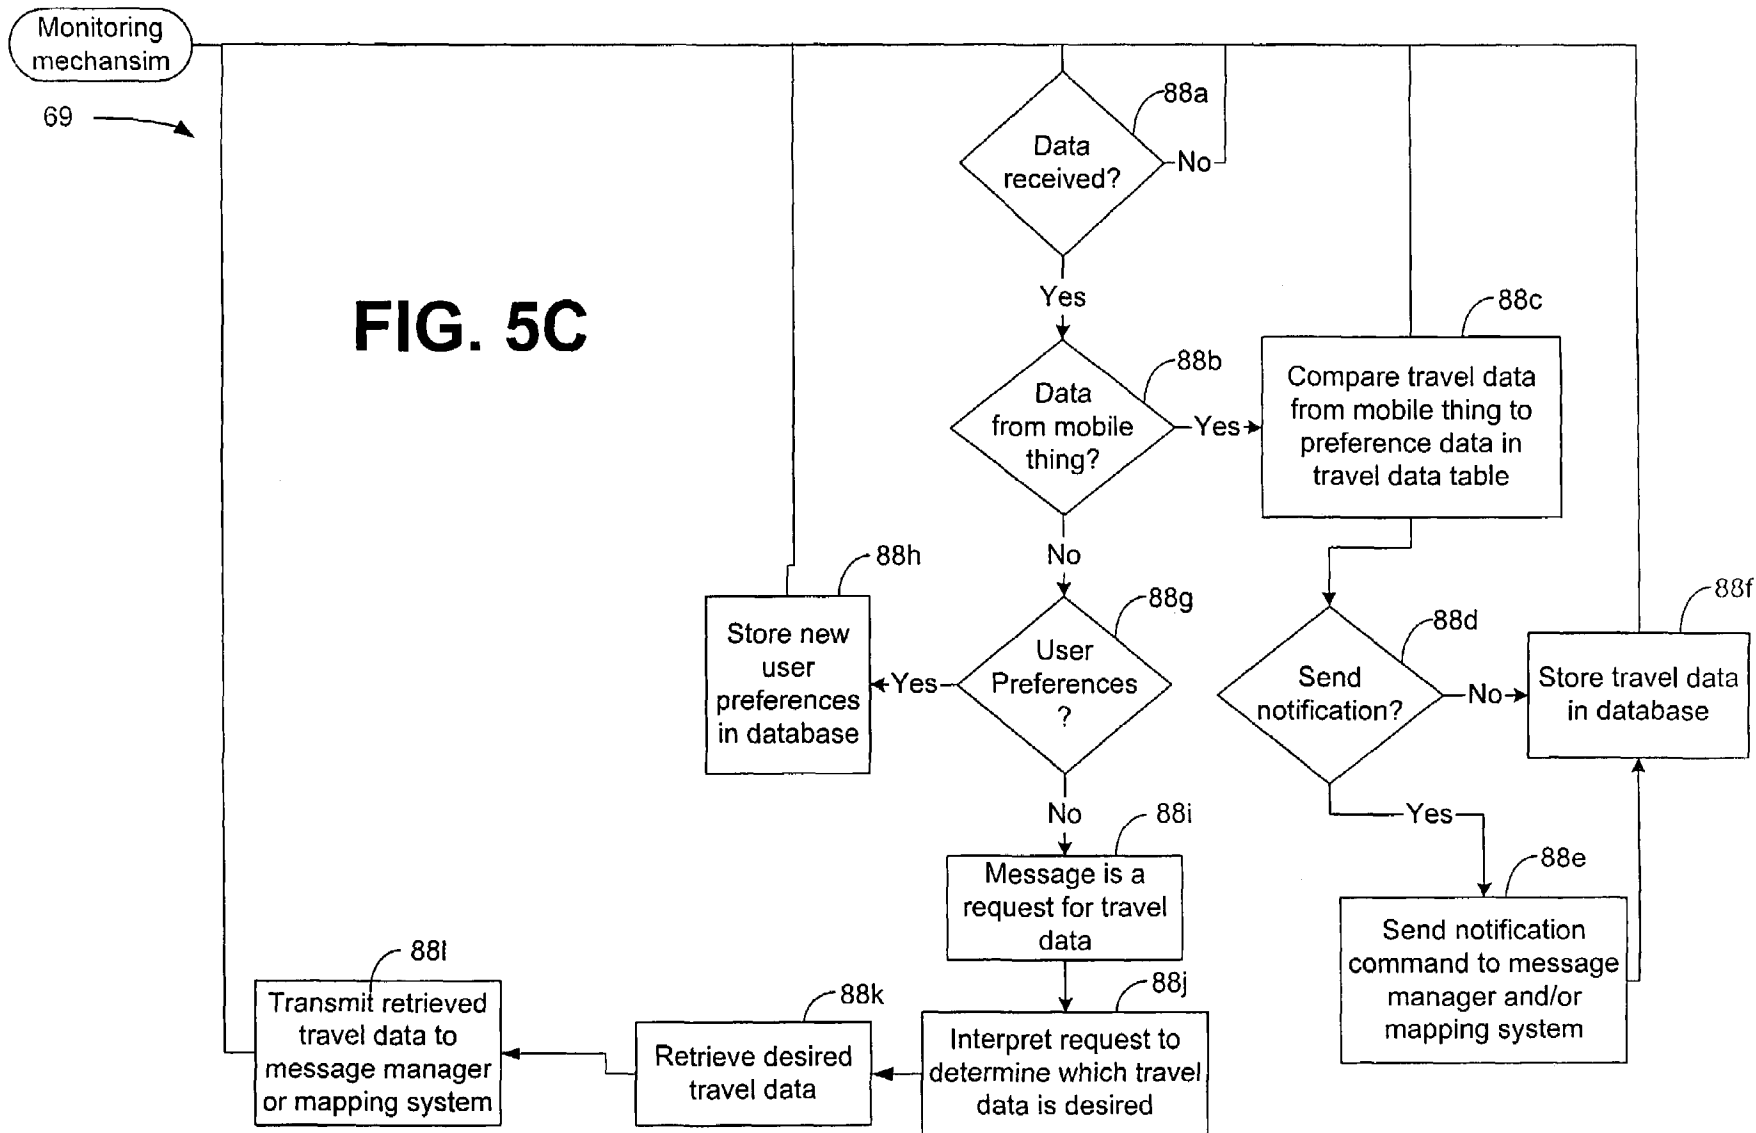 Monitoring
mechansim
69
FIG. 5C
88a
Data
received?
No
Yes
88b
Data
from mobile
thing?
Yes
88c
Compare travel data
from mobile thing to
preference data in
travel data table
No
88h
Store new
user
preferences
in database
Yes
88g
User
Preferences
?
88d
Send
notification?
No
88f
Store travel data
in database
No
Yes
88i
Message is a
request for travel
data
88e
Send notification
command to message
manager and/or
mapping system
88l
Transmit retrieved
travel data to
message manager
or mapping system
88k
Retrieve desired
travel data
88j
Interpret request to
determine which travel
data is desired